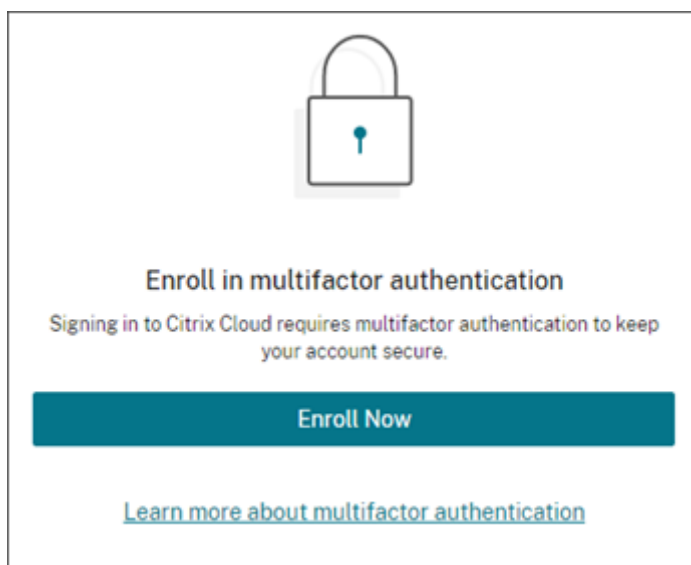 Enroll in multifactor authentication
Signing in to Citrix Cloud requires multifactor authentication to keep
your account secure.
Enroll Now
Learn more about multifactor authentication